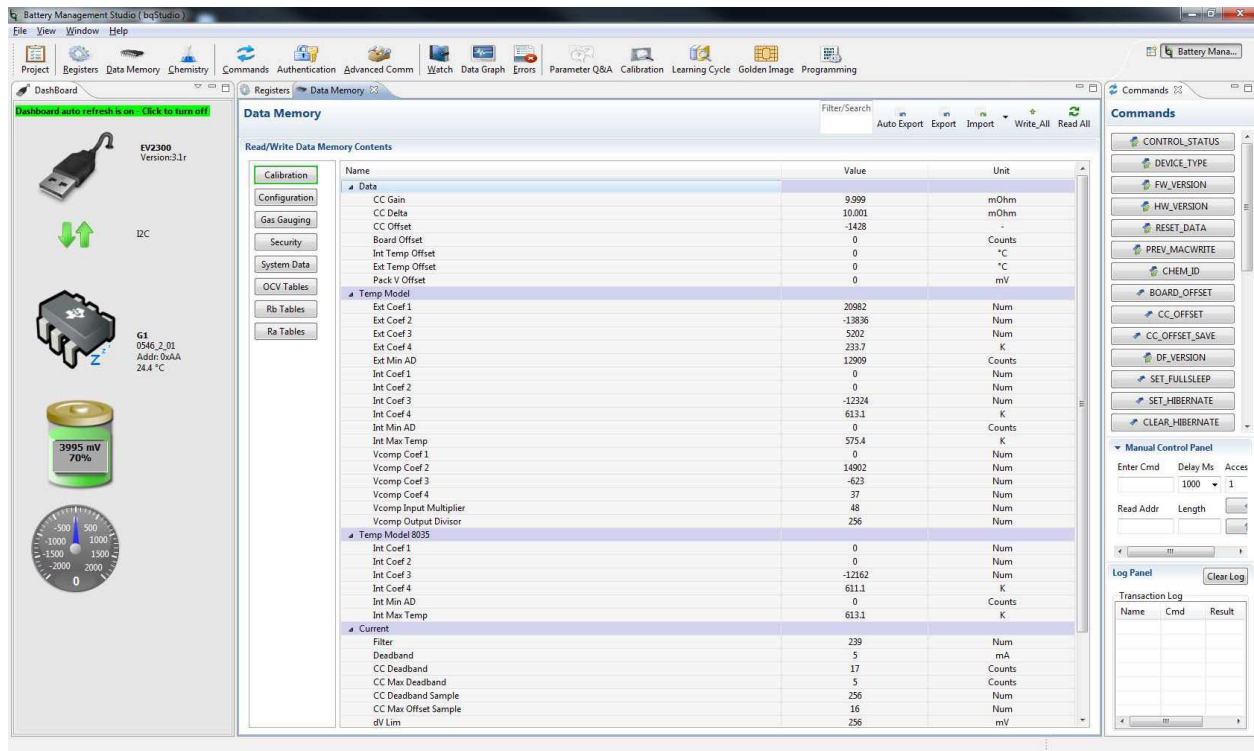 Battery Management Studio ( bqStudio )
File View Window Help
Project Registers Data Memory Chemistry Commands Authentication Advanced Comm Watch Data Graph Errors Parameter Q&A Calibration Learning Cycle Golden Image Programming
Battery Mana...
DashBoard
Dashboard auto refresh is on - Click to turn off
EV2300
Version:3.1r
I2C
G1
0546_2_01
Addr: 0xAA
24.4 °C
Z z z
3995 mV
70%
-500 500
-1000 1000
-1500 1500
-2000 2000
0
Registers Data Memory
Data Memory
Filter/Search
Auto Export Export Import Write_All Read All
Read/Write Data Memory Contents
Calibration
Configuration
Gas Gauging
Security
System Data
OCV Tables
Rb Tables
Ra Tables
Name Value Unit
Data
CC Gain 9.999 mOhm
CC Delta 10.001 mOhm
CC Offset -1428 -
Board Offset 0 Counts
Int Temp Offset 0 °C
Ext Temp Offset 0 °C
Pack V Offset 0 mV
Temp Model
Ext Coef 1 20982 Num
Ext Coef 2 -13836 Num
Ext Coef 3 5202 Num
Ext Coef 4 233.7 K
Ext Min AD 12909 Counts
Int Coef 1 0 Num
Int Coef 2 0 Num
Int Coef 3 -12324 Num
Int Coef 4 613.1 K
Int Min AD 0 Counts
Int Max Temp 575.4 K
Vcomp Coef 1 0 Num
Vcomp Coef 2 14902 Num
Vcomp Coef 3 -623 Num
Vcomp Coef 4 37 Num
Vcomp Input Multiplier 48 Num
Vcomp Output Divisor 256 Num
Temp Model 8035
Int Coef 1 0 Num
Int Coef 2 0 Num
Int Coef 3 -12162 Num
Int Coef 4 611.1 K
Int Min AD 0 Counts
Int Max Temp 613.1 K
Current
Filter 239 Num
Deadband 5 mA
CC Deadband 17 Counts
CC Max Deadband 5 Counts
CC Deadband Sample 256 Num
CC Max Offset Sample 16 Num
dV Lim 256 mV
Commands
Commands
CONTROL_STATUS
DEVICE_TYPE
FW_VERSION
HW_VERSION
RESET_DATA
PREV_MACWRITE
CHEM_ID
BOARD_OFFSET
CC_OFFSET
CC_OFFSET_SAVE
DF_VERSION
SET_FULLSLEEP
SET_HIBERNATE
CLEAR_HIBERNATE
Manual Control Panel
Enter Cmd Delay Ms Acces
1000 1
Read Addr Length
Log Panel
Clear Log
Transaction Log
Name Cmd Result